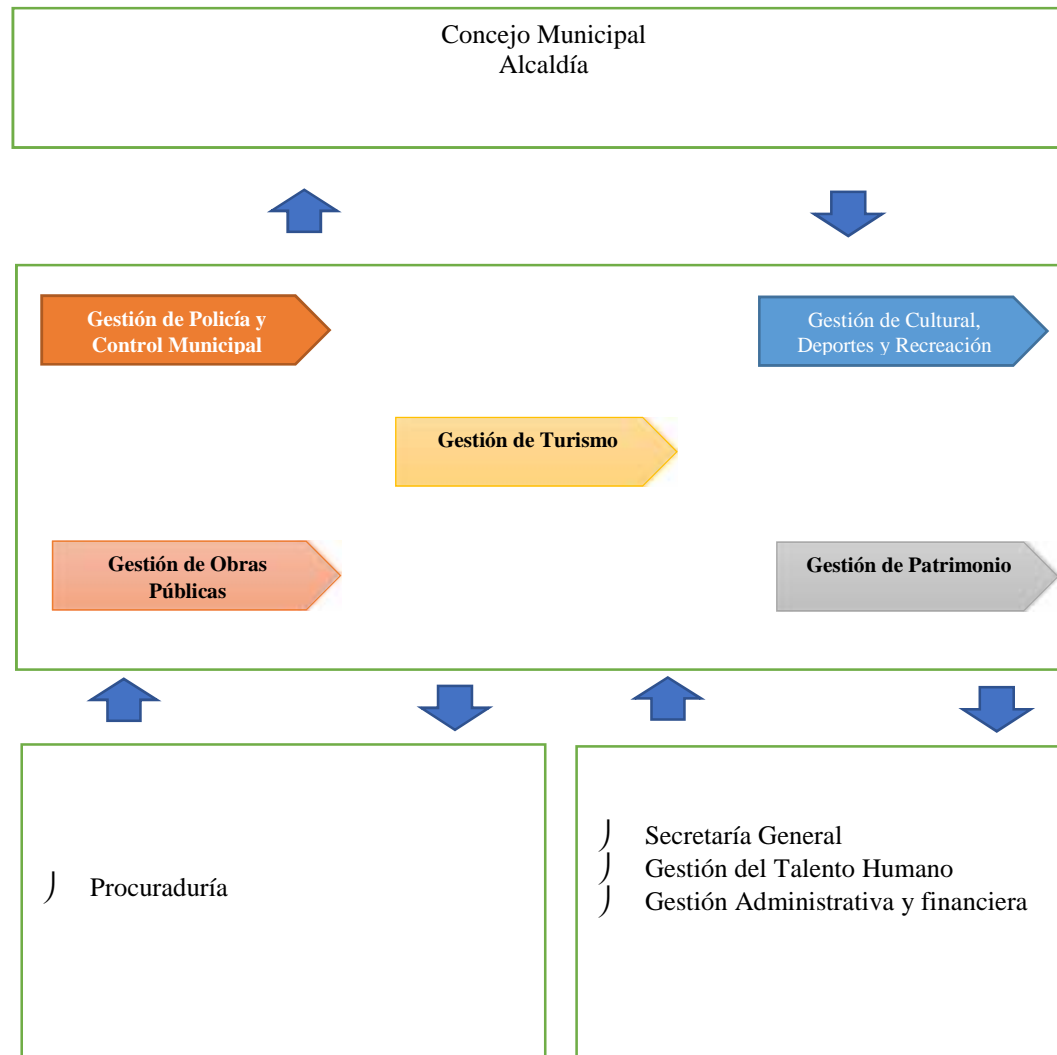 Concejo Municipal
Alcaldía
Gestión de Policía y
Control Municipal
Gestión de Cultural,
Deportes y Recreación
Gestión de Turismo
Gestión de Obras
Públicas
Gestión de Patrimonio
Procuraduría
Secretaría General
Gestión del Talento Humano
Gestión Administrativa y financiera